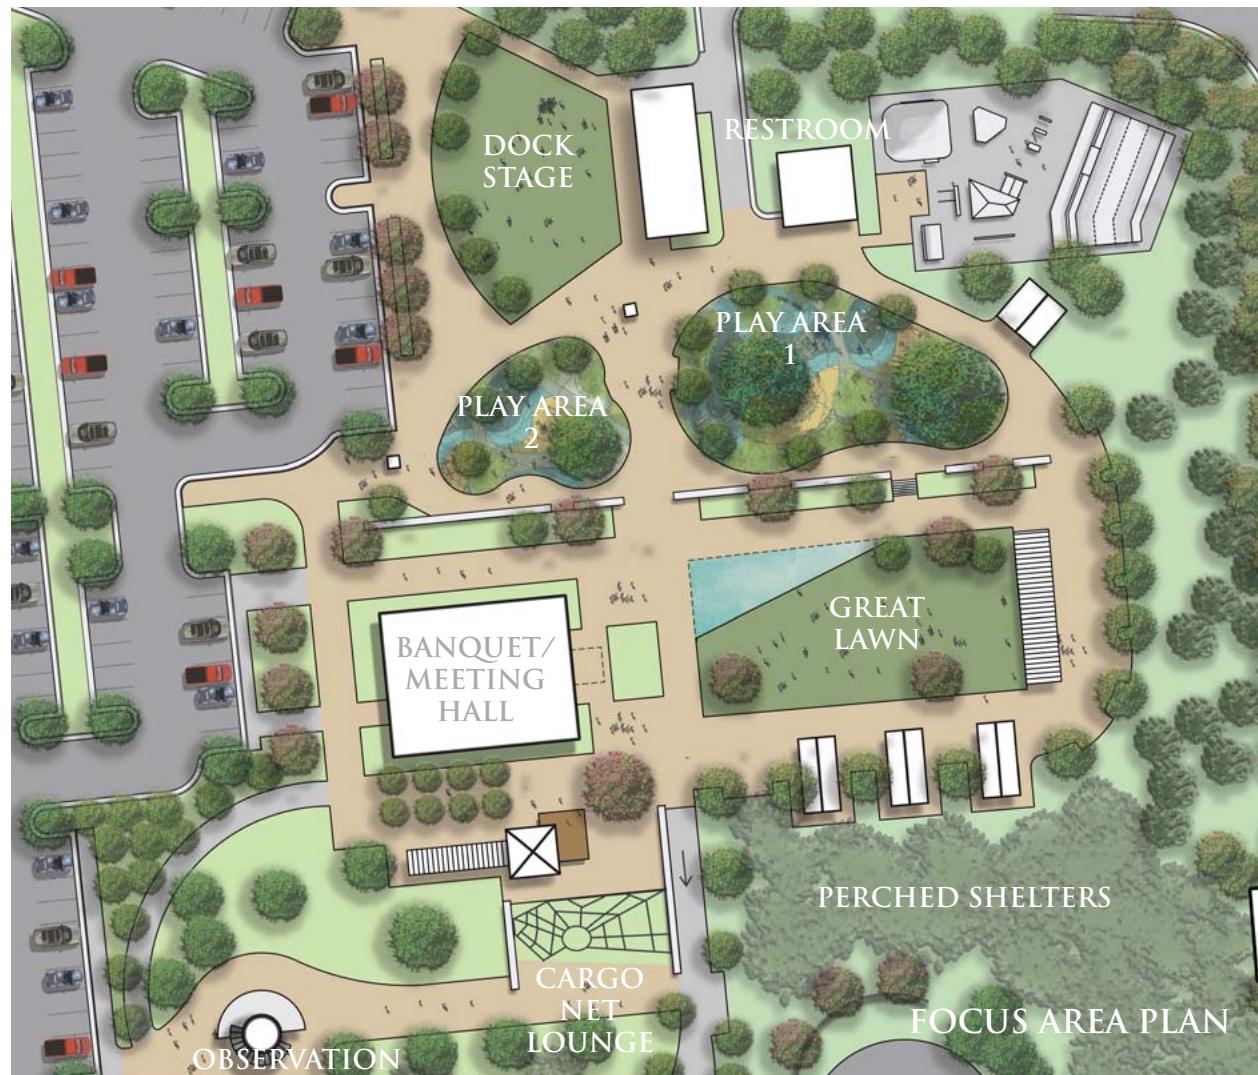 DOCK
STAGE
RESTROOM
PLAY AREA
1
PLAY AREA
2
GREAT
LAWN
BANQUET/
MEETING
HALL
PERCHED SHELTERS
CARGO
NET
LOUNGE
FOCUS AREA PLAN
OBSERVATION